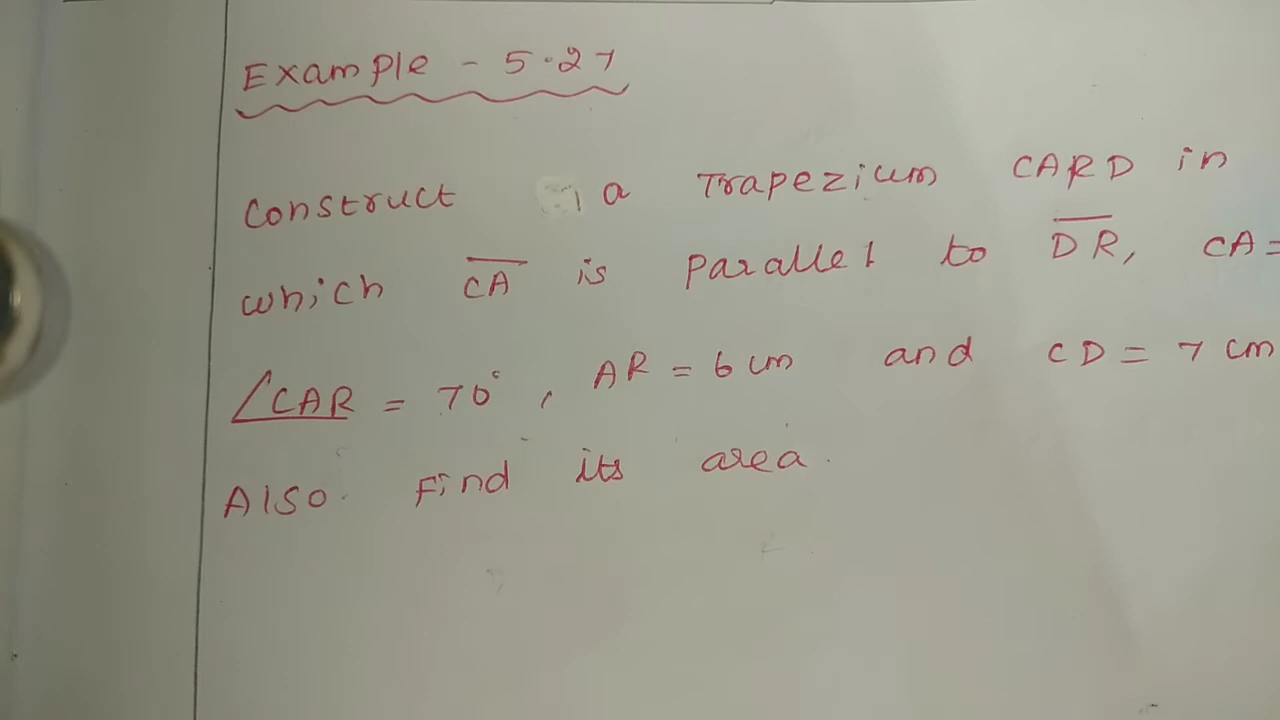 Example - 5.27
Construct a Trapezium CARD in
which CA is parallel to DR, CA=
∠CAR = 70°, AR = 6 cm and CD = 7 cm
Also Find its area.